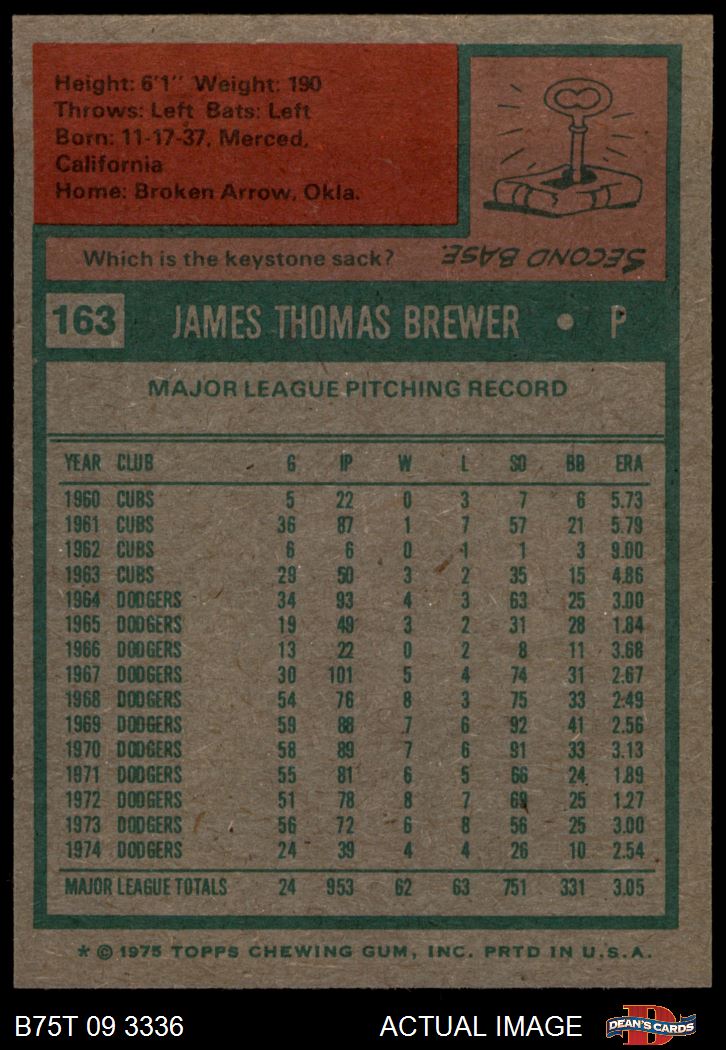 Height: 6'1" Weight: 190
Throws: Left Bats: Left
Born: 11-17-37, Merced,
California
Home: Broken Arrow, Okla.
Which is the keystone sack?
SECOND BASE.
163 JAMES THOMAS BREWER • P
MAJOR LEAGUE PITCHING RECORD
YEAR CLUB G IP W L SO BB ERA
1960 CUBS 5 22 0 3 7 6 5.73
1961 CUBS 36 87 1 7 57 21 5.79
1962 CUBS 6 6 0 1 1 3 9.00
1963 CUBS 29 50 3 2 35 15 4.86
1964 DODGERS 34 93 4 3 63 25 3.00
1965 DODGERS 19 49 3 2 31 28 1.84
1966 DODGERS 13 22 0 2 8 11 3.68
1967 DODGERS 30 101 5 4 74 31 2.67
1968 DODGERS 54 76 8 3 75 33 2.49
1969 DODGERS 59 88 7 6 92 41 2.56
1970 DODGERS 58 89 7 6 91 33 3.13
1971 DODGERS 55 81 6 5 66 24 1.89
1972 DODGERS 51 78 8 7 69 25 1.27
1973 DODGERS 56 72 6 8 56 25 3.00
1974 DODGERS 24 39 4 4 26 10 2.54
MAJOR LEAGUE TOTALS 24 953 62 63 751 331 3.05
* © 1975 TOPPS CHEWING GUM, INC. PRTD IN U.S.A.
B75T 09 3336 ACTUAL IMAGE D DEAN'S CARDS